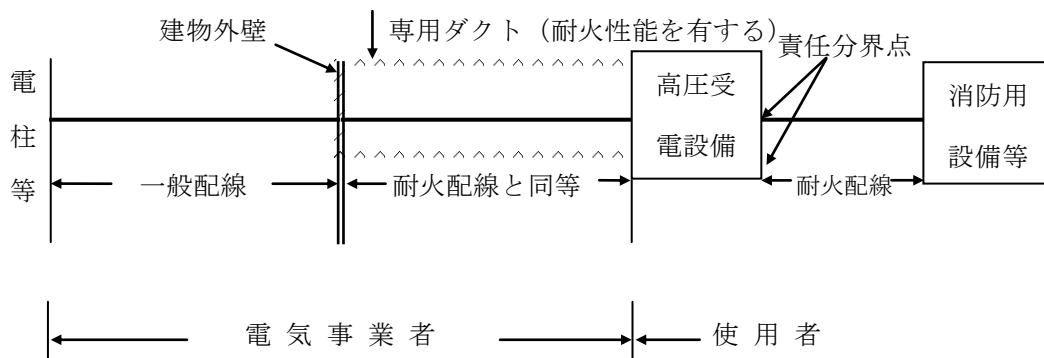 建物外壁
専用ダクト（耐火性能を有する）
責任分界点
電柱等
高圧受
電設備
消防用
設備等
一般配線
耐火配線と同等
耐火配線
電気事業者
使用者